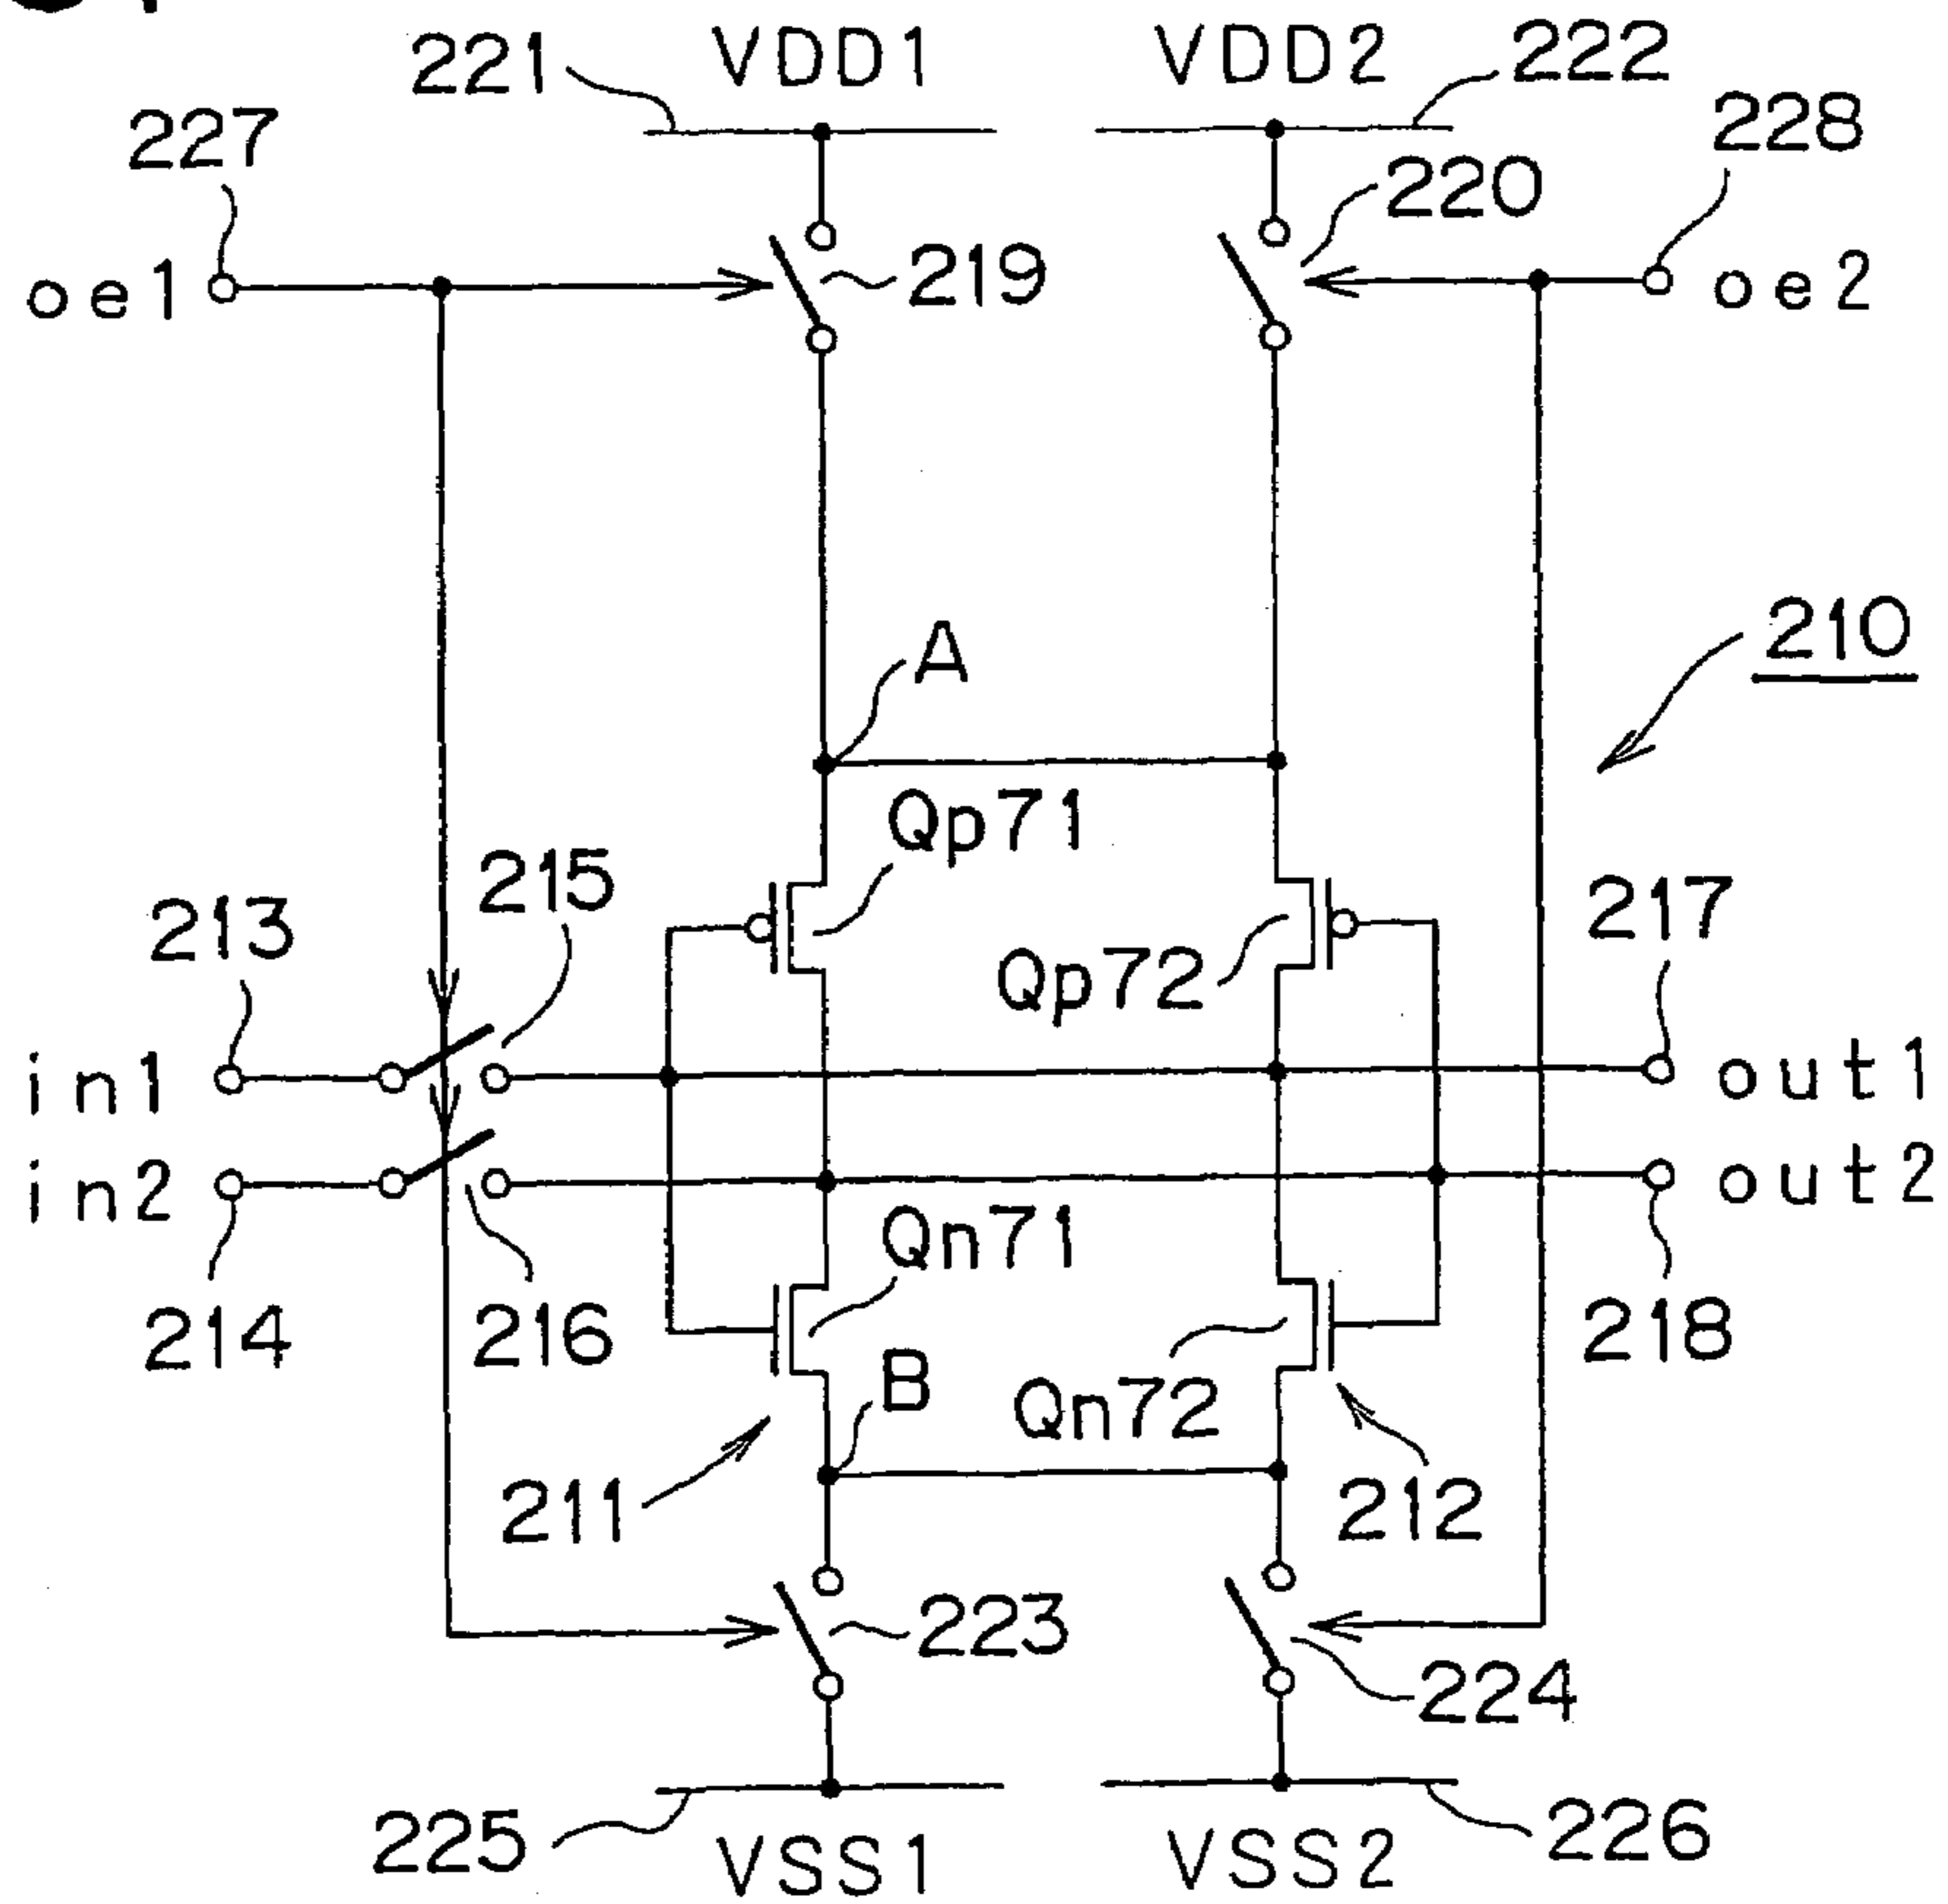 221 VDD1 VDD2 222
227 228
220
oe1 219 oe2
210
A
Qp71
215
213 217
Qp72
in1 out1
in2 out2
Qn71
214 216 218
B
Qn72
211 212
223
224
225 VSS1 VSS2 226